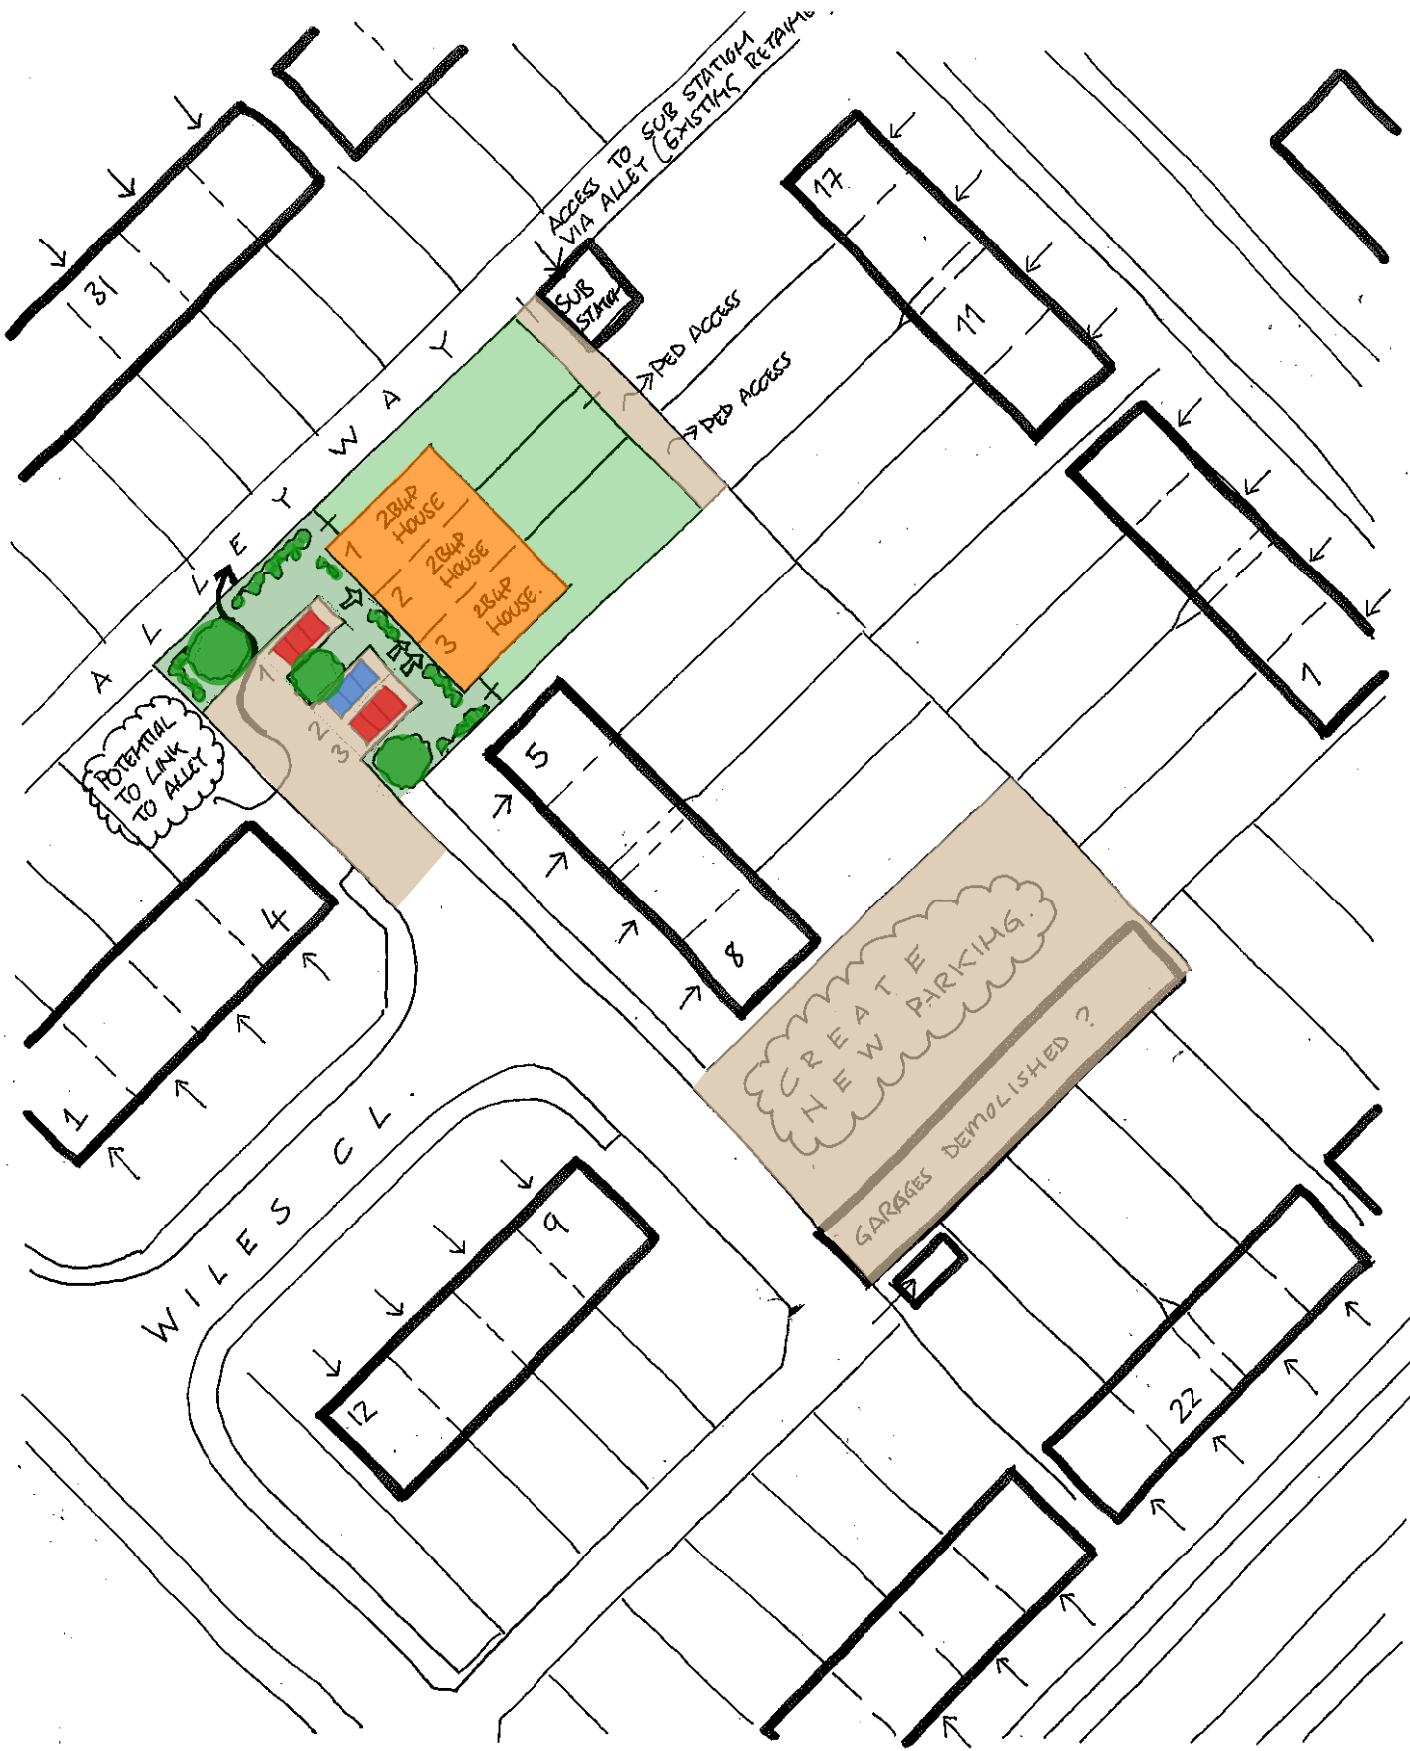 ACCESS TO SUB STATION
VIA ALLEY (EXISTING RETAINE
17
31
SUB
STATION
PED ACCESS
PED ACCESS
11
ALLEY WAY
1
2B4P
HOUSE
2
2B4P
HOUSE
3
2B4P
HOUSE.
1
1
2
3
POTENTIAL
TO LINK
TO ALLEY
5
4
8
CREATE
NEW PARKING.
GARAGES DEMOLISHED ?
1
WILES CL
9
12
22